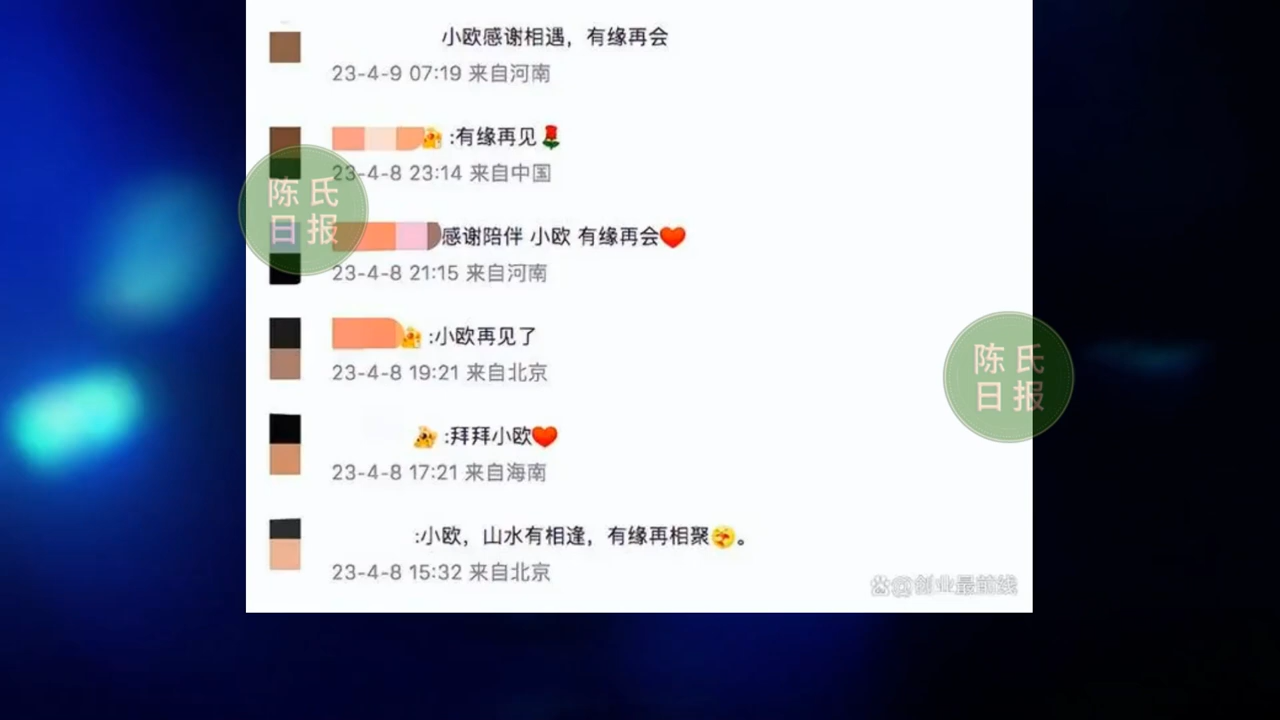 小欧感谢相遇，有缘再会
23-4-9 07:19 来自河南
:有缘再见
23-4-8 23:14 来自中国
陈氏
日报
感谢陪伴 小欧 有缘再会
23-4-8 21:15 来自河南
:小欧再见了
23-4-8 19:21 来自北京
陈氏
日报
:拜拜小欧
23-4-8 17:21 来自海南
:小欧，山水有相逢，有缘再相聚。
23-4-8 15:32 来自北京
@创业最前线